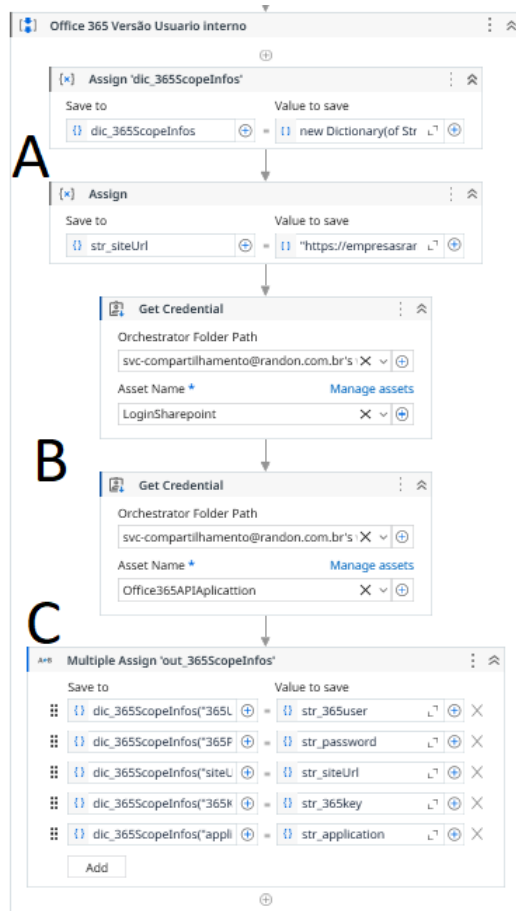 Office 365 Versão Usuario interno
Assign 'dic_365ScopeInfos'
Save to Value to save
dic_365ScopeInfos = new Dictionary(of Str
A
Assign
Save to Value to save
str_siteUrl = "https://empresasrar
Get Credential
Orchestrator Folder Path
svc-compartilhamento@randon.com.br's
Asset Name * Manage assets
LoginSharepoint
B
Get Credential
Orchestrator Folder Path
svc-compartilhamento@randon.com.br's
Asset Name * Manage assets
Office365APIAplicattion
C
Multiple Assign 'out_365ScopeInfos'
Save to Value to save
dic_365ScopeInfos("365U = str_365user
dic_365ScopeInfos("365P = str_password
dic_365ScopeInfos("siteU = str_siteUrl
dic_365ScopeInfos("365K = str_365key
dic_365ScopeInfos("appli = str_application
Add